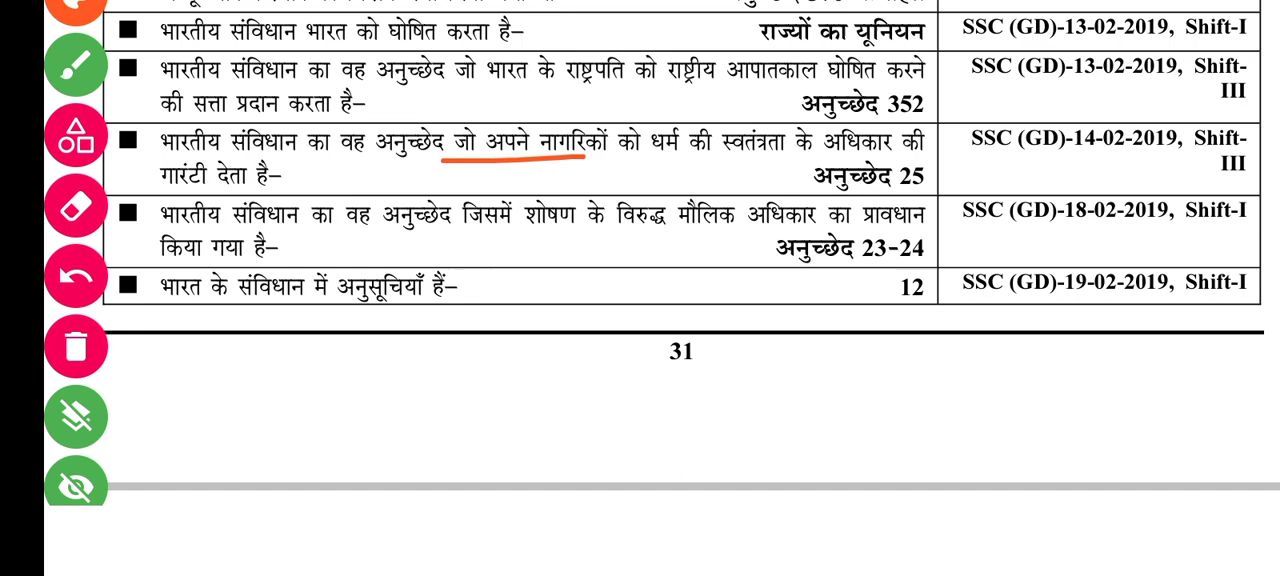 ■ भारतीय संविधान भारत को घोषित करता है– राज्यों का यूनियन SSC (GD)-13-02-2019, Shift-I
■ भारतीय संविधान का वह अनुच्छेद जो भारत के राष्ट्रपति को राष्ट्रीय आपातकाल घोषित करने SSC (GD)-13-02-2019, Shift-
की सत्ता प्रदान करता है– अनुच्छेद 352 III
■ भारतीय संविधान का वह अनुच्छेद जो अपने नागरिकों को धर्म की स्वतंत्रता के अधिकार की SSC (GD)-14-02-2019, Shift-
गारंटी देता है– अनुच्छेद 25 III
■ भारतीय संविधान का वह अनुच्छेद जिसमें शोषण के विरुद्ध मौलिक अधिकार का प्रावधान SSC (GD)-18-02-2019, Shift-I
किया गया है– अनुच्छेद 23-24
■ भारत के संविधान में अनुसूचियाँ हैं– 12 SSC (GD)-19-02-2019, Shift-I
31